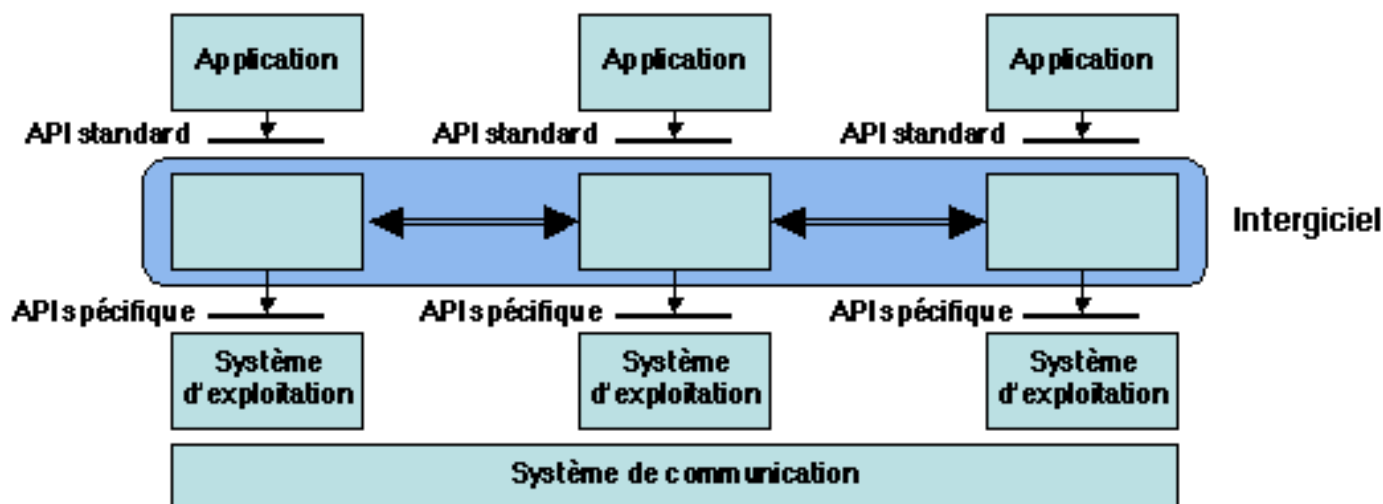 Application Application Application
API standard API standard API standard
Intergiciel
API spécifique API spécifique API spécifique
Système Système Système
d'exploitation d'exploitation d'exploitation
Système de communication